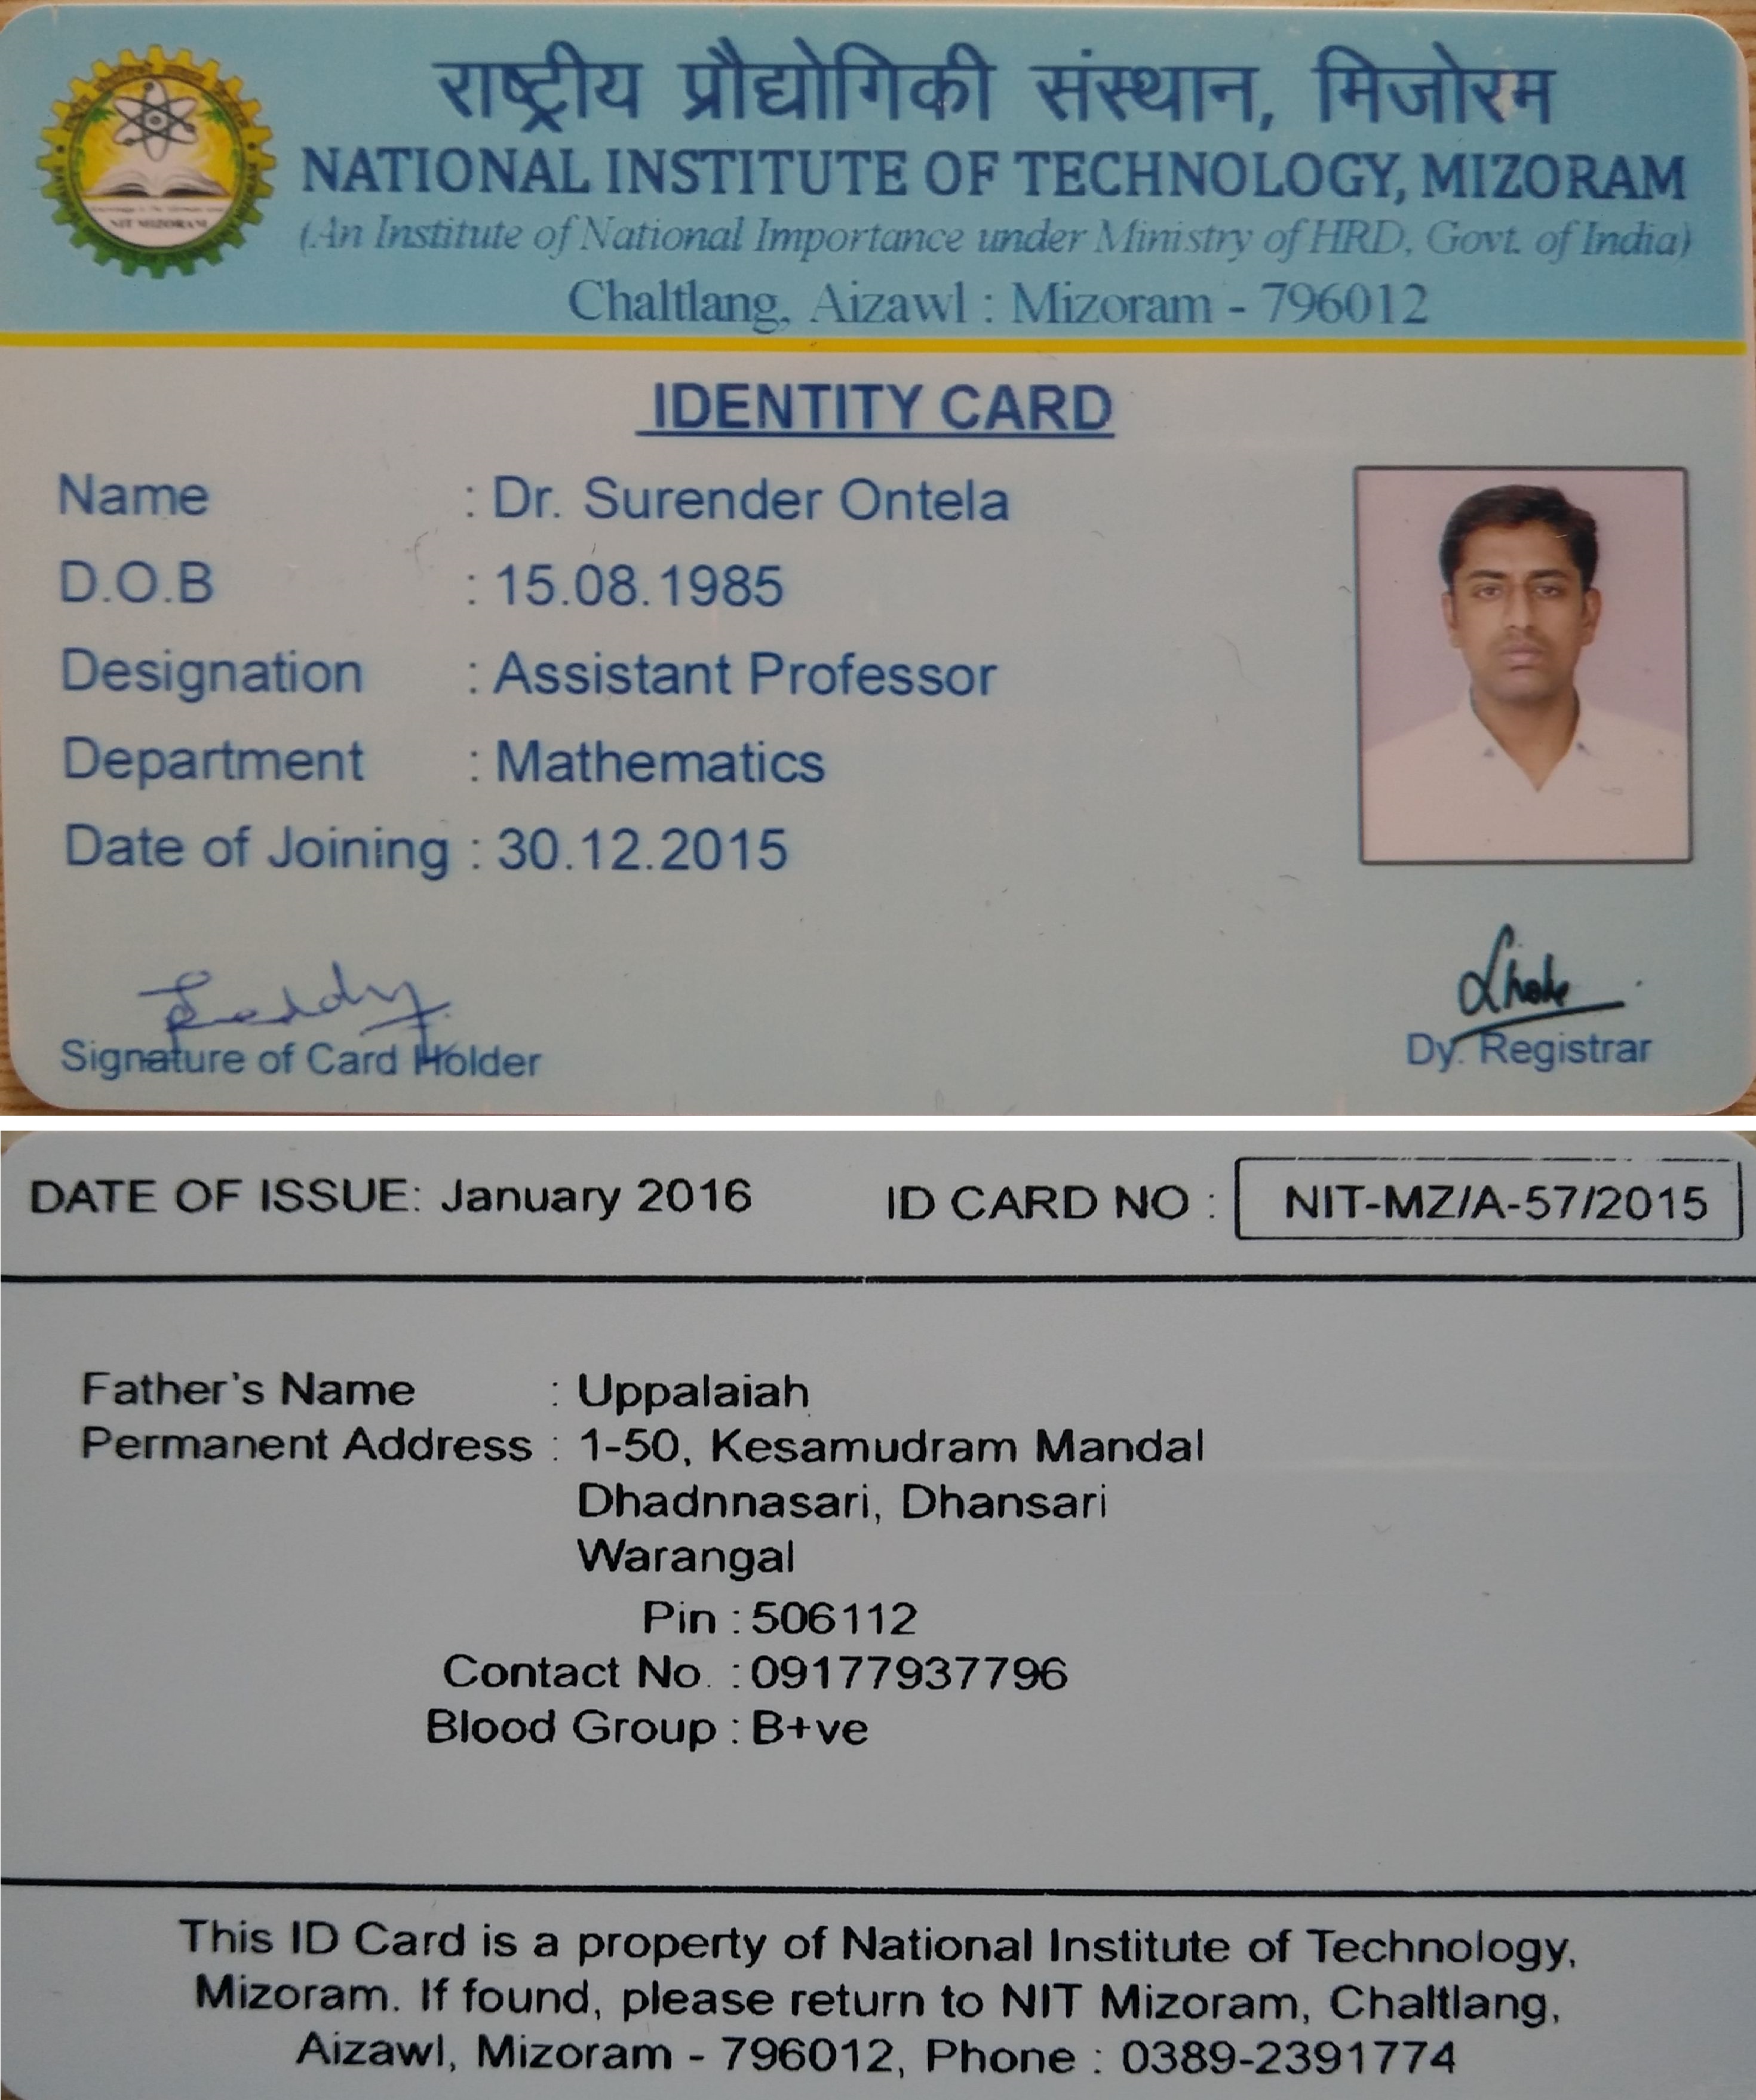 राष्ट्रीय प्रौद्योगिकी संस्थान, मिजोरम
NATIONAL INSTITUTE OF TECHNOLOGY, MIZORAM
(An Institute of National Importance under Ministry of HRD, Govt. of India)
Chaltlang, Aizawl : Mizoram - 796012
NIT MIZORAM
IDENTITY CARD
Name : Dr. Surender Ontela
D.O.B : 15.08.1985
Designation : Assistant Professor
Department : Mathematics
Date of Joining : 30.12.2015
Signature of Card Holder
Dy. Registrar
DATE OF ISSUE: January 2016 ID CARD NO : NIT-MZ/A-57/2015
Father's Name : Uppalaiah
Permanent Address : 1-50, Kesamudram Mandal
Dhadnnasari, Dhansari
Warangal
Pin : 506112
Contact No. : 09177937796
Blood Group : B+ve
This ID Card is a property of National Institute of Technology,
Mizoram. If found, please return to NIT Mizoram, Chaltlang,
Aizawl, Mizoram - 796012, Phone : 0389-2391774